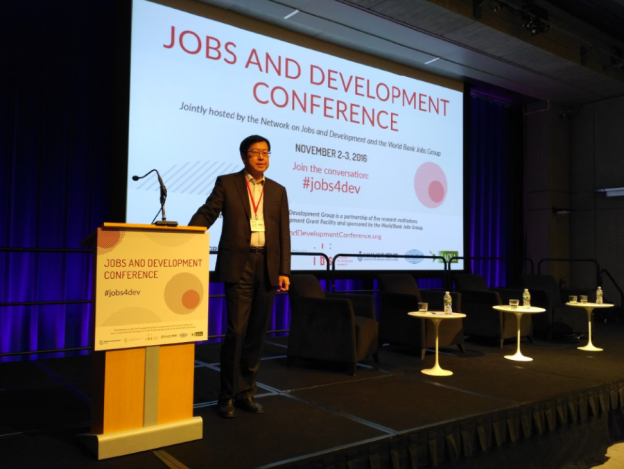 JOBS AND DEVELOPMENT
CONFERENCE
Jointly hosted by the Network on Jobs and Development and the World Bank Jobs Group
NOVEMBER 2-3, 2016
Join the conversation:
#jobs4dev
Development Group is a partnership of five research institutions
opment Grant Facility and sponsored by the World Bank Jobs Group
ndDevelopmentConference.org
JOBS AND DEVELOPMENT
CONFERENCE
#jobs4dev